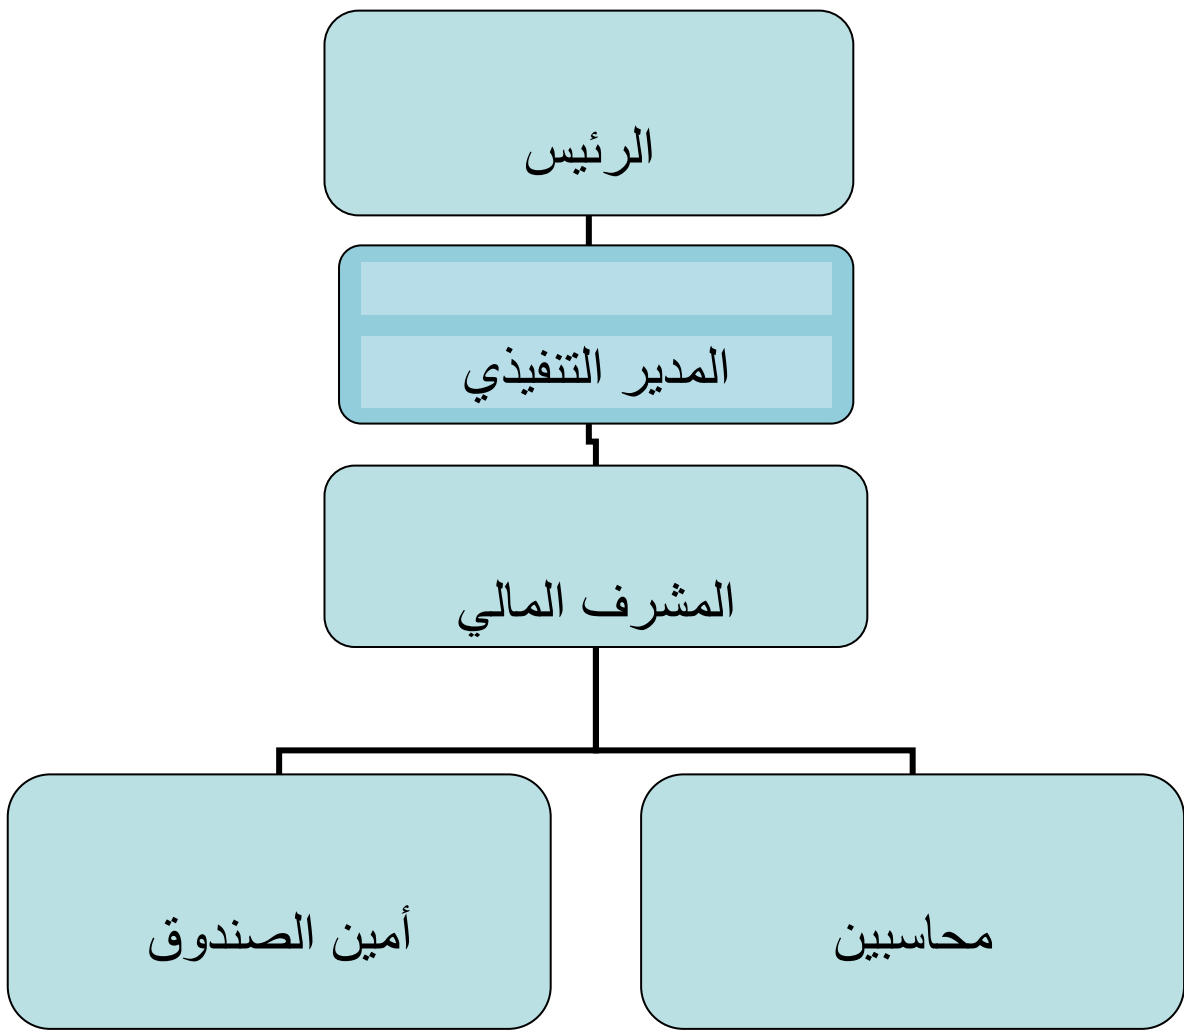 الرئيس
المدير التنفيذي
المشرف المالي
محاسبين
أمين الصندوق